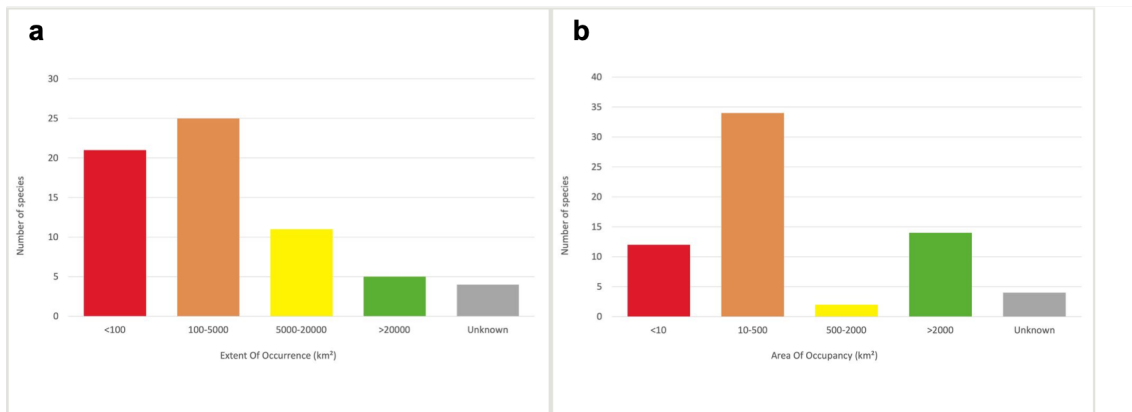 a
30
25
20
15
10
5
0
Number of species
<100 100-5000 5000-20000 >20000 Unknown
Extent Of Occurrence (km²)
b
40
35
30
25
20
15
10
5
0
Number of species
<10 10-500 500-2000 >2000 Unknown
Area Of Occupancy (km²)